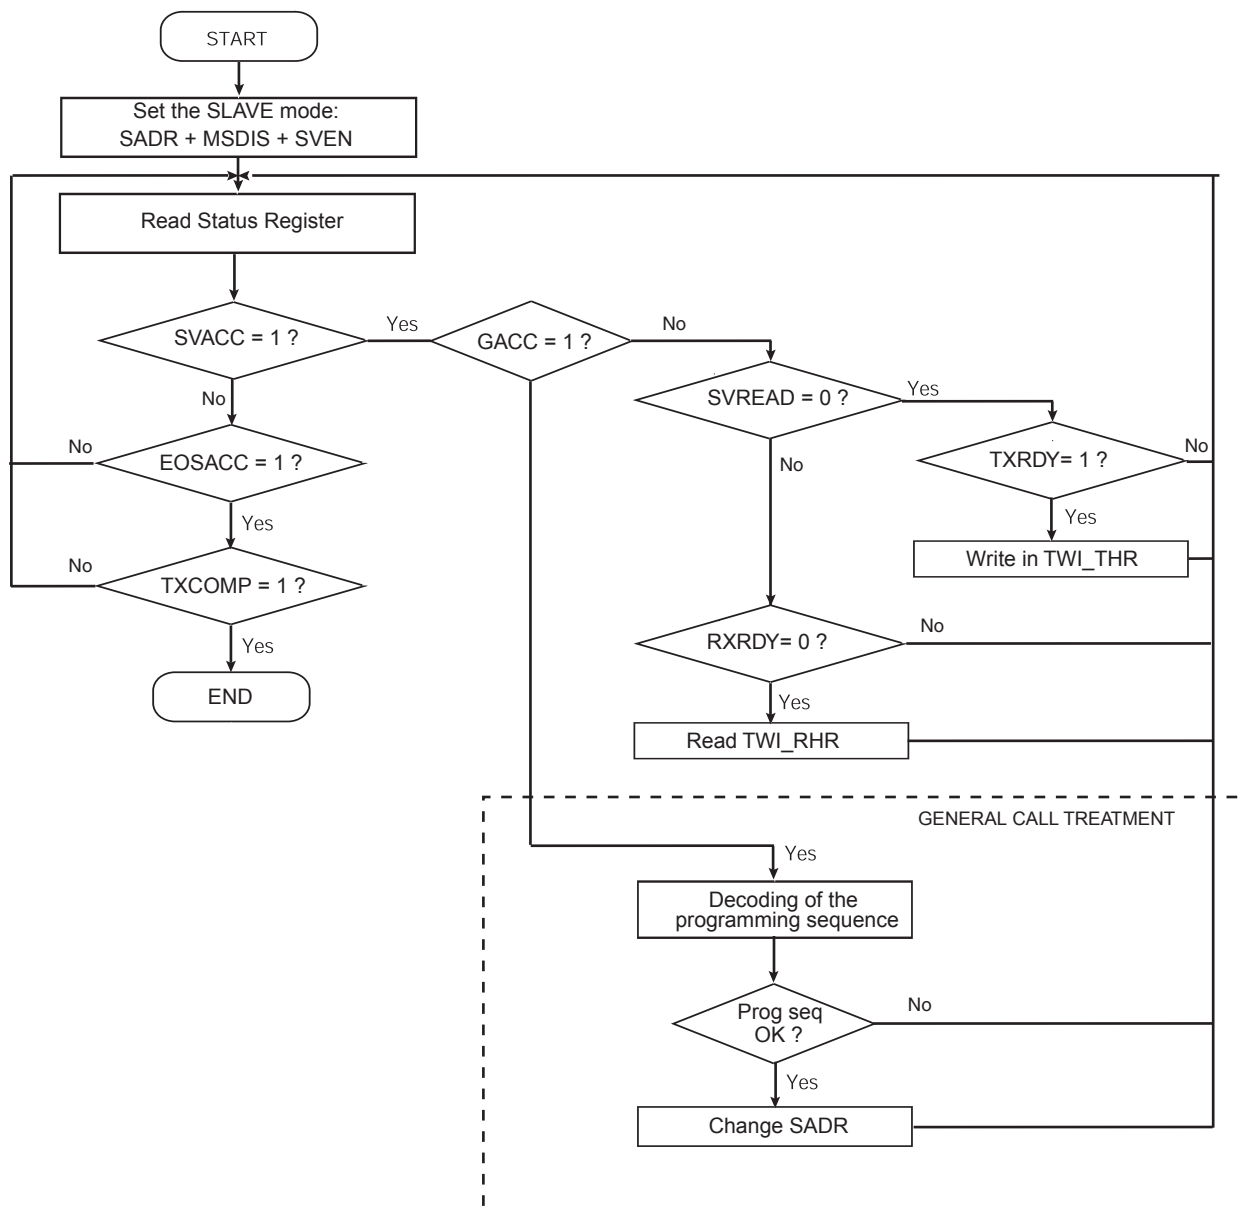 START
Set the SLAVE mode:
SADR + MSDIS + SVEN
Read Status Register
SVACC = 1 ?
Yes
GACC = 1 ?
No
SVREAD = 0 ?
Yes
No
No
EOSACC = 1 ?
No
TXRDY= 1 ?
No
Yes
Yes
Write in TWI_THR
No
TXCOMP = 1 ?
Yes
RXRDY= 0 ?
No
END
Yes
Read TWI_RHR
GENERAL CALL TREATMENT
Yes
Decoding of the
programming sequence
Prog seq
OK ?
No
Yes
Change SADR